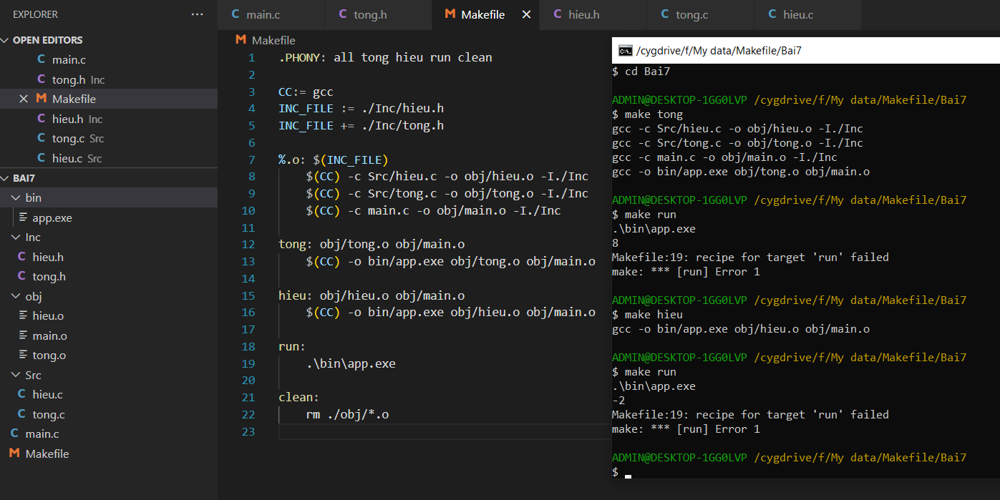 EXPLORER ···
OPEN EDITORS
C main.c
C tong.h Inc
M Makefile
C hieu.h Inc
C tong.c Src
C hieu.c Src
BAI7
bin
app.exe
Inc
C hieu.h
C tong.h
obj
hieu.o
main.o
tong.o
Src
C hieu.c
C tong.c
C main.c
M Makefile
C main.c C tong.h M Makefile C hieu.h C tong.c C hieu.c
M Makefile
1 .PHONY: all tong hieu run clean
2
3 CC:= gcc
4 INC_FILE := ./Inc/hieu.h
5 INC_FILE += ./Inc/tong.h
6
7 %.o: $(INC_FILE)
8 $(CC) -c Src/hieu.c -o obj/hieu.o -I./Inc
9 $(CC) -c Src/tong.c -o obj/tong.o -I./Inc
10 $(CC) -c main.c -o obj/main.o -I./Inc
11
12 tong: obj/tong.o obj/main.o
13 $(CC) -o bin/app.exe obj/tong.o obj/main.o
14
15 hieu: obj/hieu.o obj/main.o
16 $(CC) -o bin/app.exe obj/hieu.o obj/main.o
17
18 run:
19 .\bin\app.exe
20
21 clean:
22 rm ./obj/*.o
23
/cygdrive/f/My data/Makefile/Bai7
$ cd Bai7
ADMIN@DESKTOP-1GG0LVP /cygdrive/f/My data/Makefile/Bai7
$ make tong
gcc -c Src/hieu.c -o obj/hieu.o -I./Inc
gcc -c Src/tong.c -o obj/tong.o -I./Inc
gcc -c main.c -o obj/main.o -I./Inc
gcc -o bin/app.exe obj/tong.o obj/main.o
ADMIN@DESKTOP-1GG0LVP /cygdrive/f/My data/Makefile/Bai7
$ make run
.\bin\app.exe
8
Makefile:19: recipe for target 'run' failed
make: *** [run] Error 1
ADMIN@DESKTOP-1GG0LVP /cygdrive/f/My data/Makefile/Bai7
$ make hieu
gcc -o bin/app.exe obj/hieu.o obj/main.o
ADMIN@DESKTOP-1GG0LVP /cygdrive/f/My data/Makefile/Bai7
$ make run
.\bin\app.exe
-2
Makefile:19: recipe for target 'run' failed
make: *** [run] Error 1
ADMIN@DESKTOP-1GG0LVP /cygdrive/f/My data/Makefile/Bai7
$